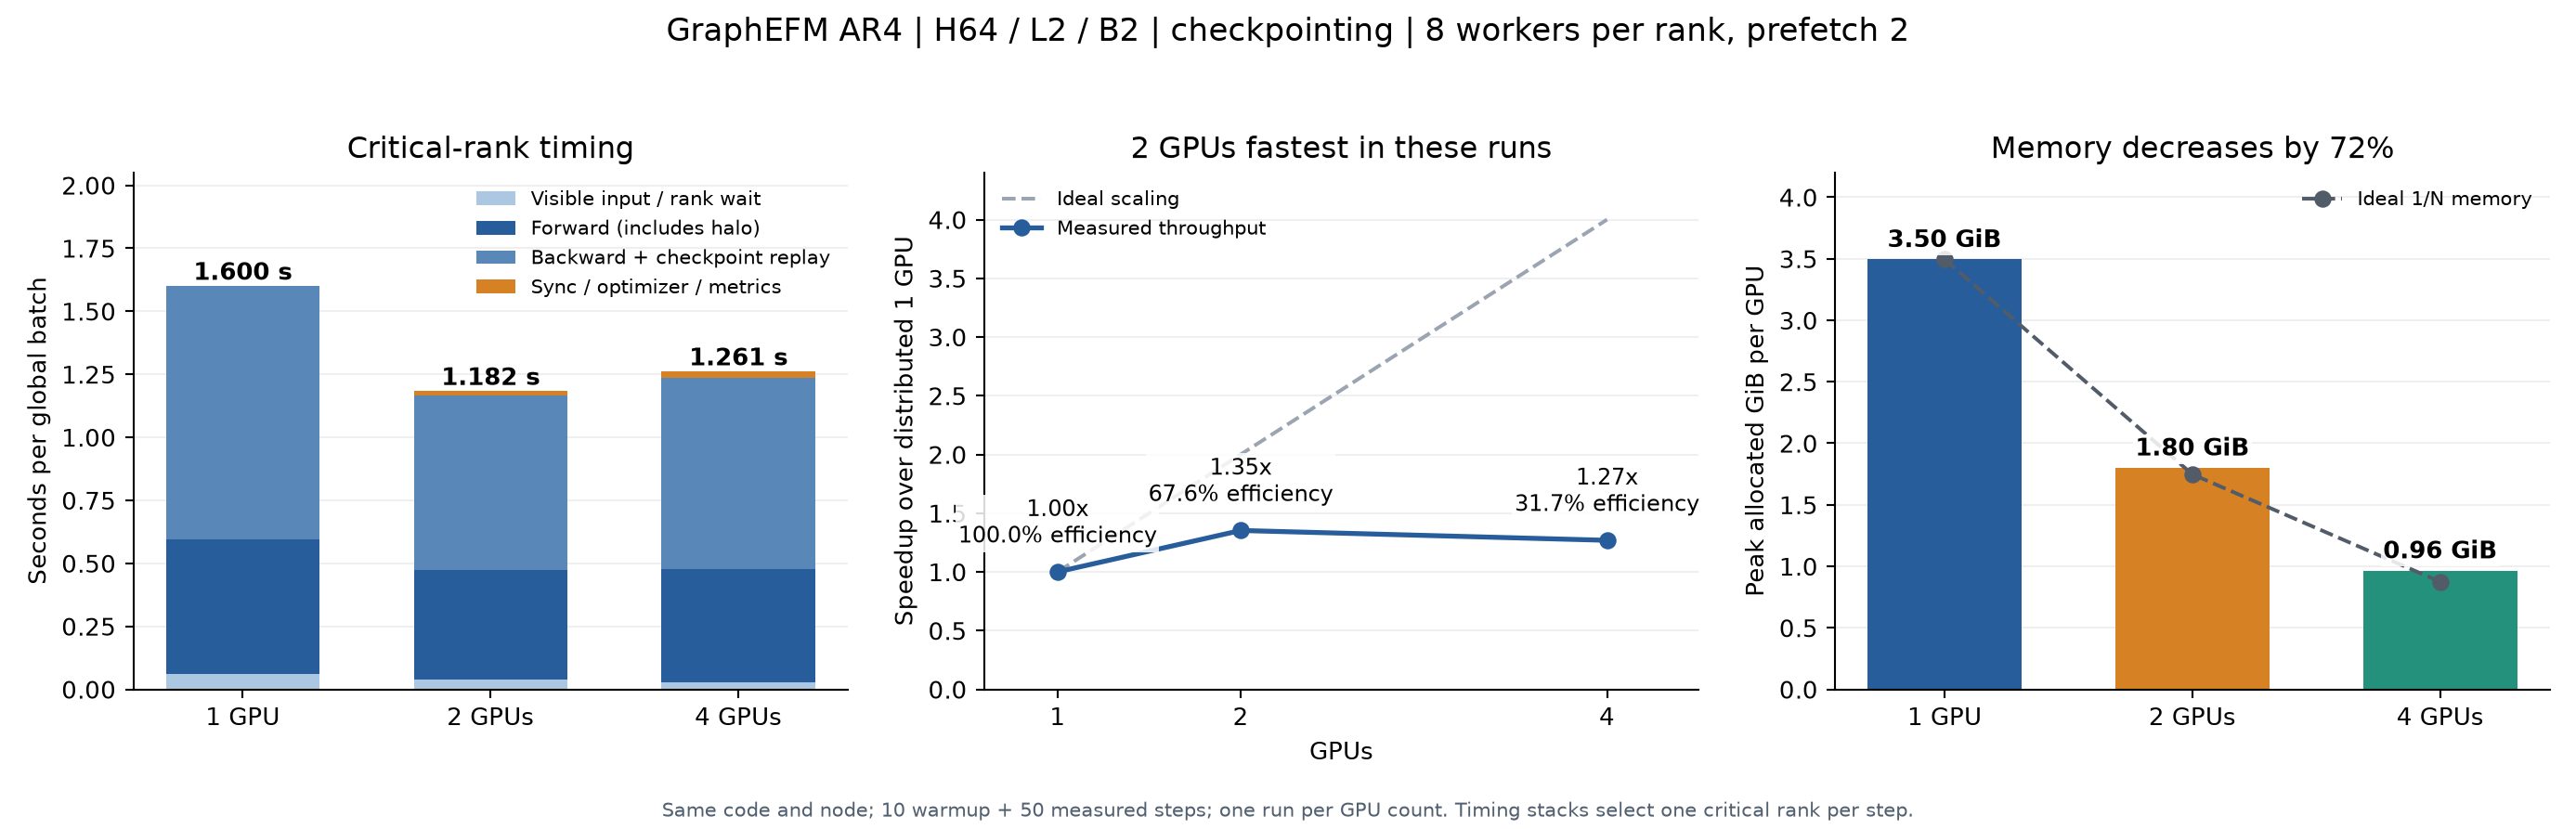 GraphEFM AR4 | H64 / L2 / B2 | checkpointing | 8 workers per rank, prefetch 2
Critical-rank timing
Seconds per global batch
2.00
1.75
1.50
1.25
1.00
0.75
0.50
0.25
0.00
Visible input / rank wait
Forward (includes halo)
Backward + checkpoint replay
Sync / optimizer / metrics
1.600 s
1.182 s
1.261 s
1 GPU
2 GPUs
4 GPUs
2 GPUs fastest in these runs
Speedup over distributed 1 GPU
4.0
3.5
3.0
2.5
2.0
1.5
1.0
0.5
0.0
Ideal scaling
Measured throughput
1.00x
100.0% efficiency
1.35x
67.6% efficiency
1.27x
31.7% efficiency
1
2
4
GPUs
Memory decreases by 72%
Peak allocated GiB per GPU
4.0
3.5
3.0
2.5
2.0
1.5
1.0
0.5
0.0
Ideal 1/N memory
3.50 GiB
1.80 GiB
0.96 GiB
1 GPU
2 GPUs
4 GPUs
Same code and node; 10 warmup + 50 measured steps; one run per GPU count. Timing stacks select one critical rank per step.